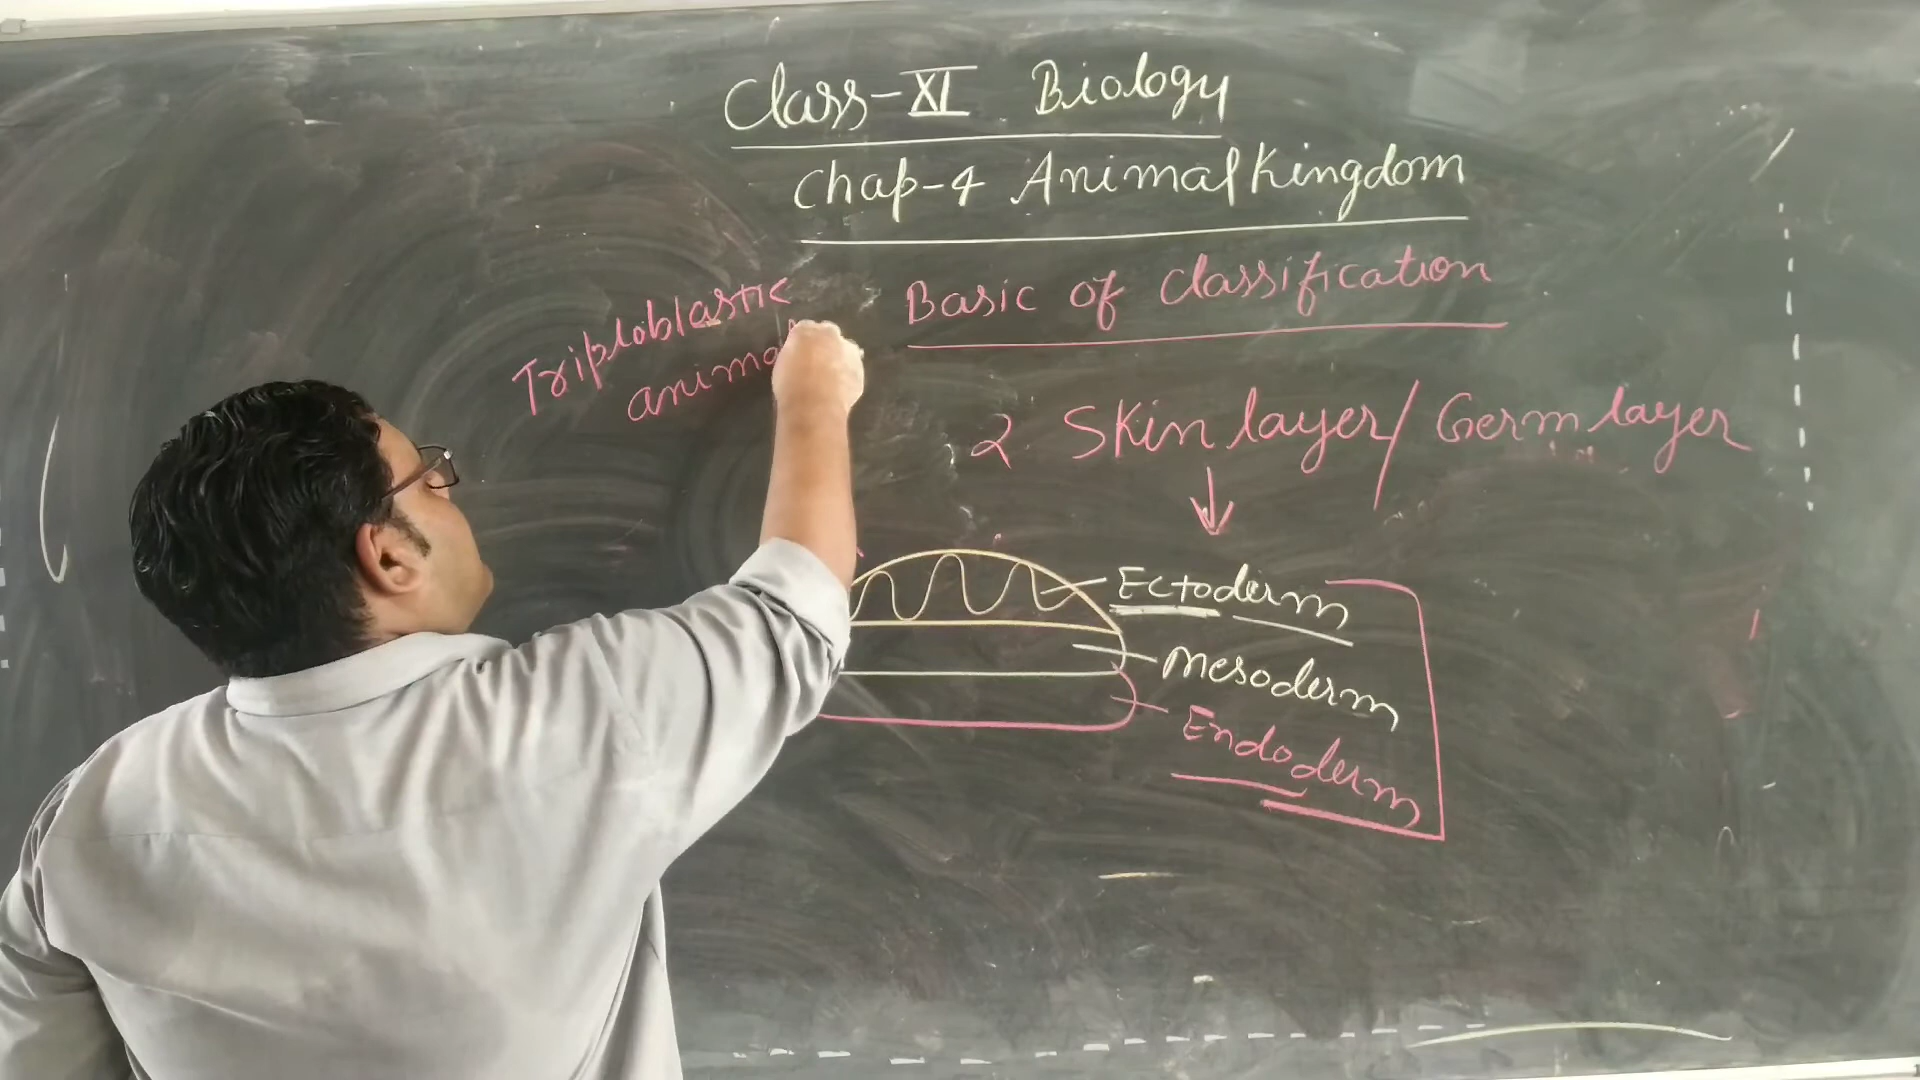 Class-XI Biology
Chap-4 Animal Kingdom
Basic of Classification
Triploblastic
anima
2. Skin layer/Germ layer
Ectoderm
Mesoderm
Endoderm